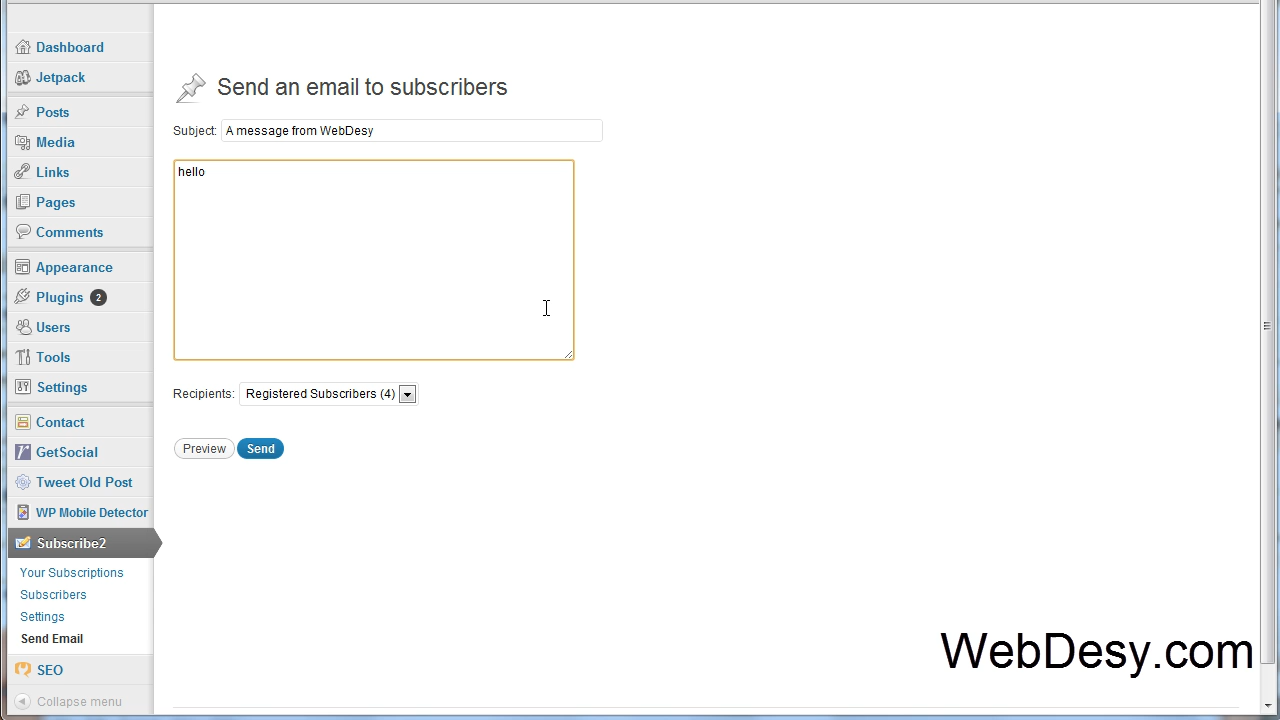 Dashboard
Jetpack
Posts
Media
Links
Pages
Comments
Appearance
Plugins 2
Users
Tools
Settings
Contact
GetSocial
Tweet Old Post
WP Mobile Detector
Subscribe2
Your Subscriptions
Subscribers
Settings
Send Email
SEO
Collapse menu
Send an email to subscribers
Subject: A message from WebDesy
hello
Recipients: Registered Subscribers (4)
Preview Send
WebDesy.com